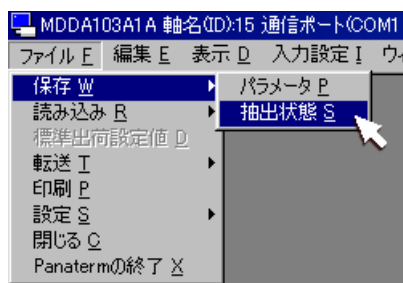 MDDA103A1A 軸名(ID):15 通信ポート(COM1
ファイル F 編集 E 表示 D 入力設定 I ウィ
保存 W
パラメータ P
読み込み R
抽出状態 S
標準出荷設定値 D
転送 T
印刷 P
設定 S
閉じる C
Panatermの終了 X